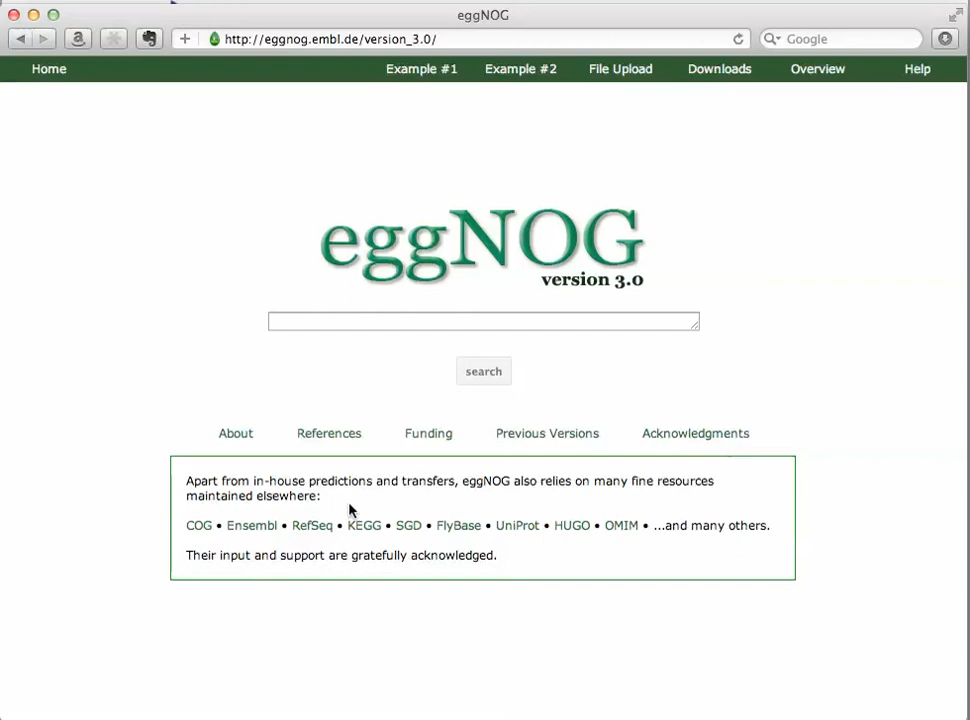 eggNOG
http://eggnog.embl.de/version_3.0/
Google
Home Example #1 Example #2 File Upload Downloads Overview Help
eggNOG
version 3.0
search
About References Funding Previous Versions Acknowledgments
Apart from in-house predictions and transfers, eggNOG also relies on many fine resources
maintained elsewhere:
COG • Ensembl • RefSeq • KEGG • SGD • FlyBase • UniProt • HUGO • OMIM • ...and many others.
Their input and support are gratefully acknowledged.